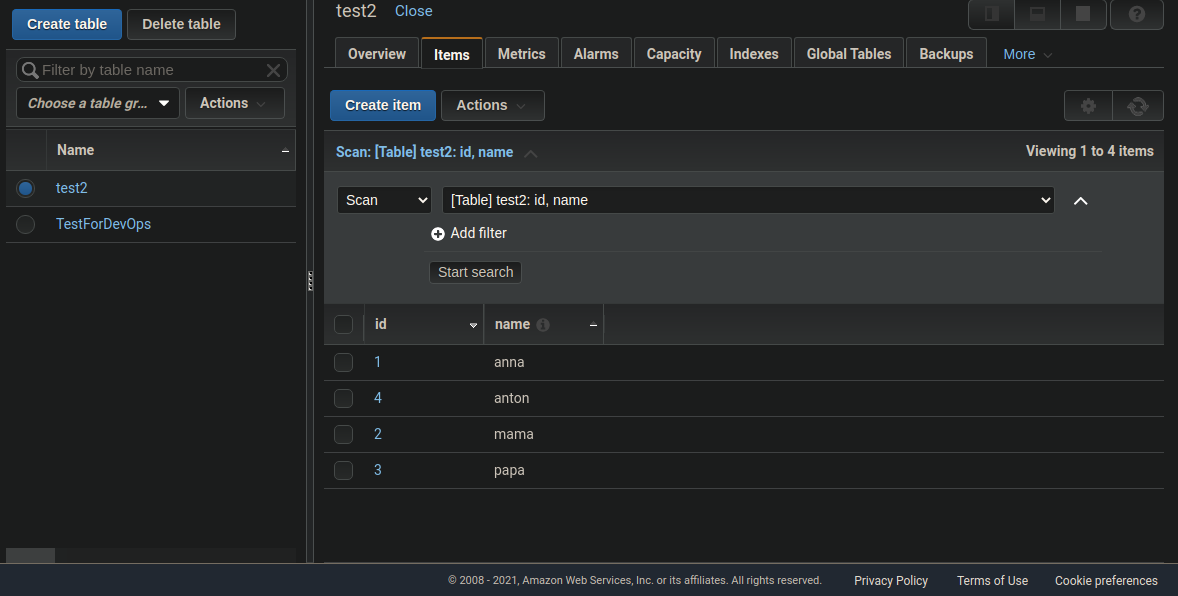 Create table Delete table
Filter by table name
Choose a table gr... Actions
Name
test2
TestForDevOps
test2 Close
Overview Items Metrics Alarms Capacity Indexes Global Tables Backups More
Create item Actions
Scan: [Table] test2: id, name Viewing 1 to 4 items
Scan [Table] test2: id, name
Add filter
Start search
id name
1 anna
4 anton
2 mama
3 papa
© 2008 - 2021, Amazon Web Services, Inc. or its affiliates. All rights reserved. Privacy Policy Terms of Use Cookie preferences